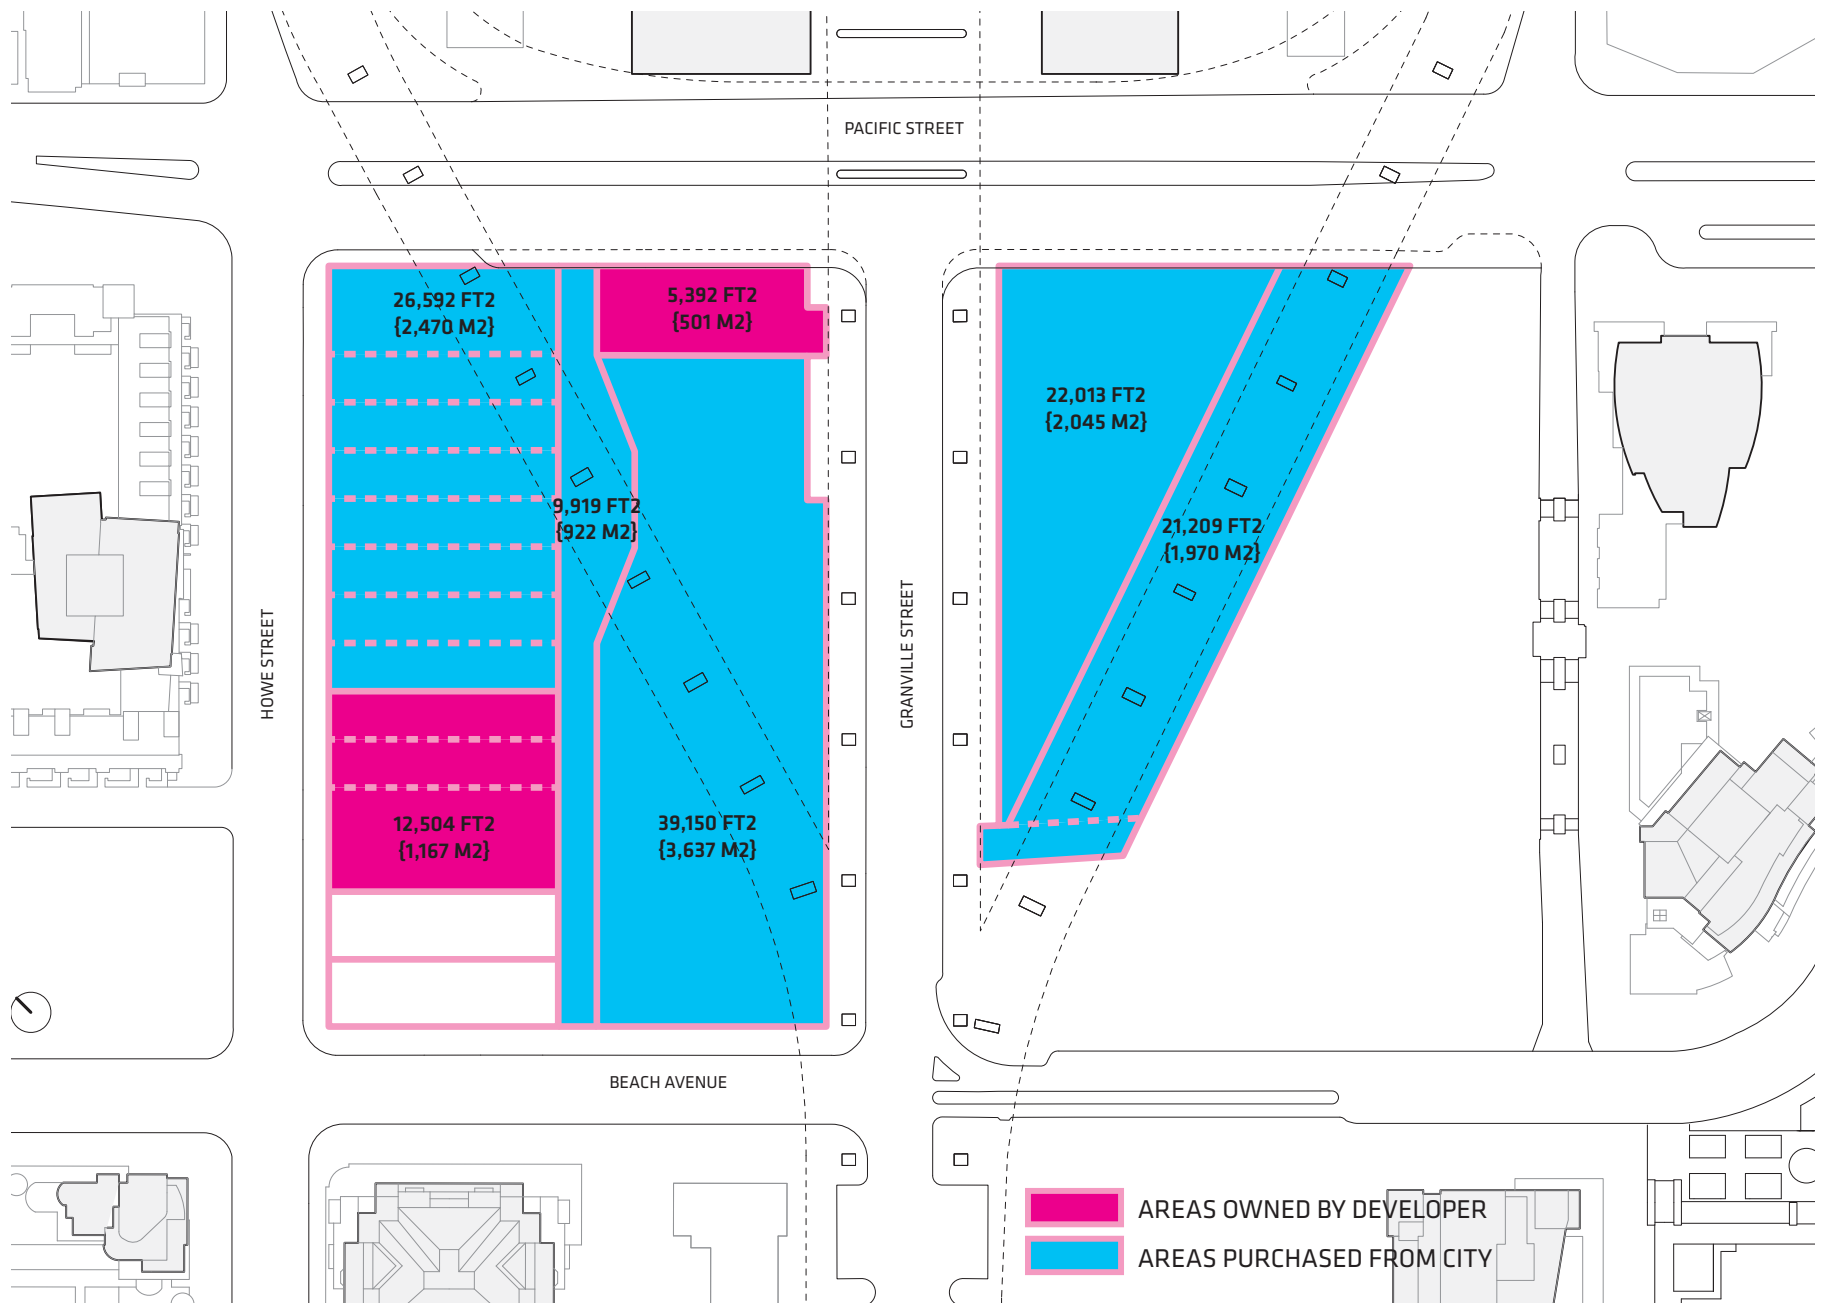 PACIFIC STREET
26,592 FT2
{2,470 M2}
5,392 FT2
{501 M2}
22,013 FT2
{2,045 M2}
9,919 FT2
{922 M2}
21,209 FT2
{1,970 M2}
HOWE STREET
GRANVILLE STREET
12,504 FT2
{1,167 M2}
39,150 FT2
{3,637 M2}
BEACH AVENUE
AREAS OWNED BY DEVELOPER
AREAS PURCHASED FROM CITY